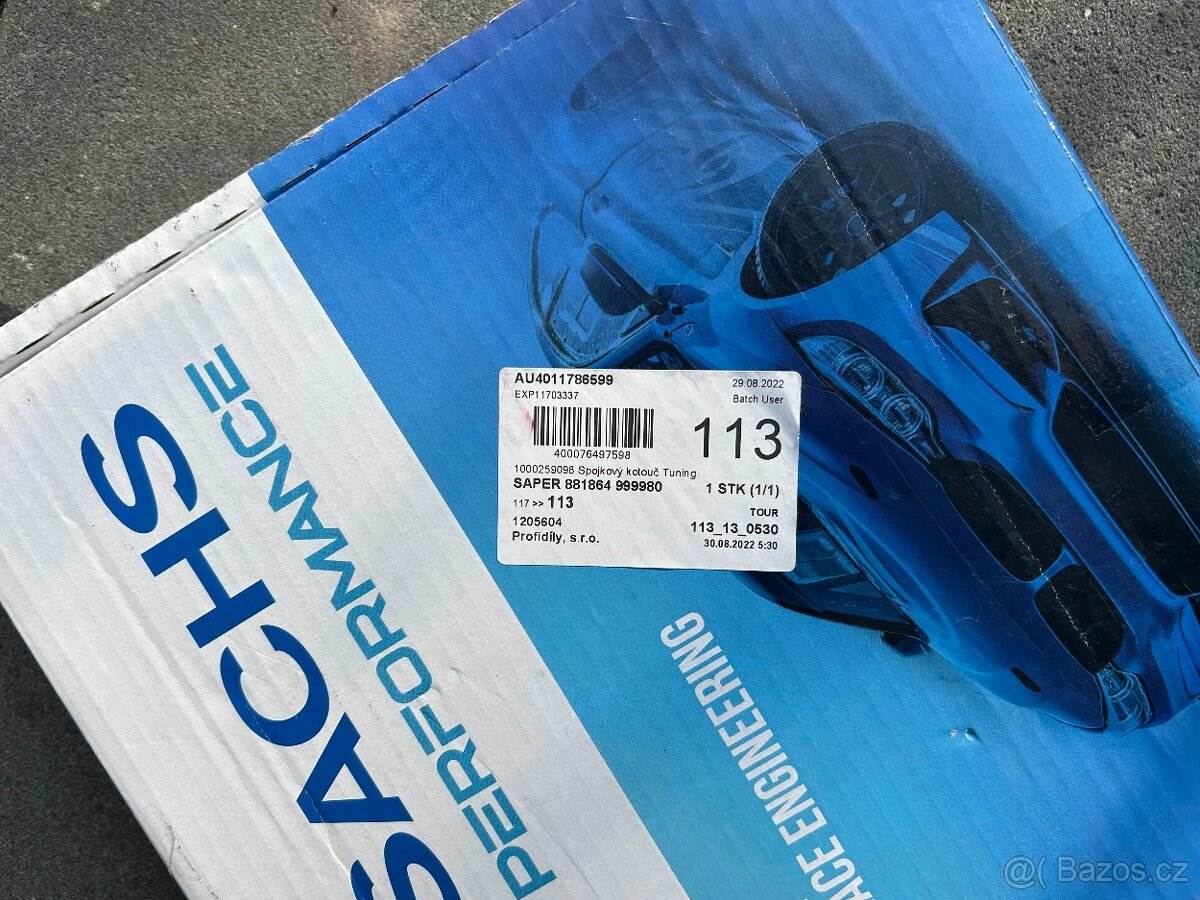 SACHS
PERFORMANCE
AU4011786599
29.08.2022
EXP11703337
Batch User
113
400076497598
1000259098 Spojkový kotouč Tuning
SAPER 881864 999980
1 STK (1/1)
117 >> 113
TOUR
1205604
113_13_0530
Profidíly, s.r.o.
30.08.2022 5:30
ACE ENGINEERING
@( Bazos.cz